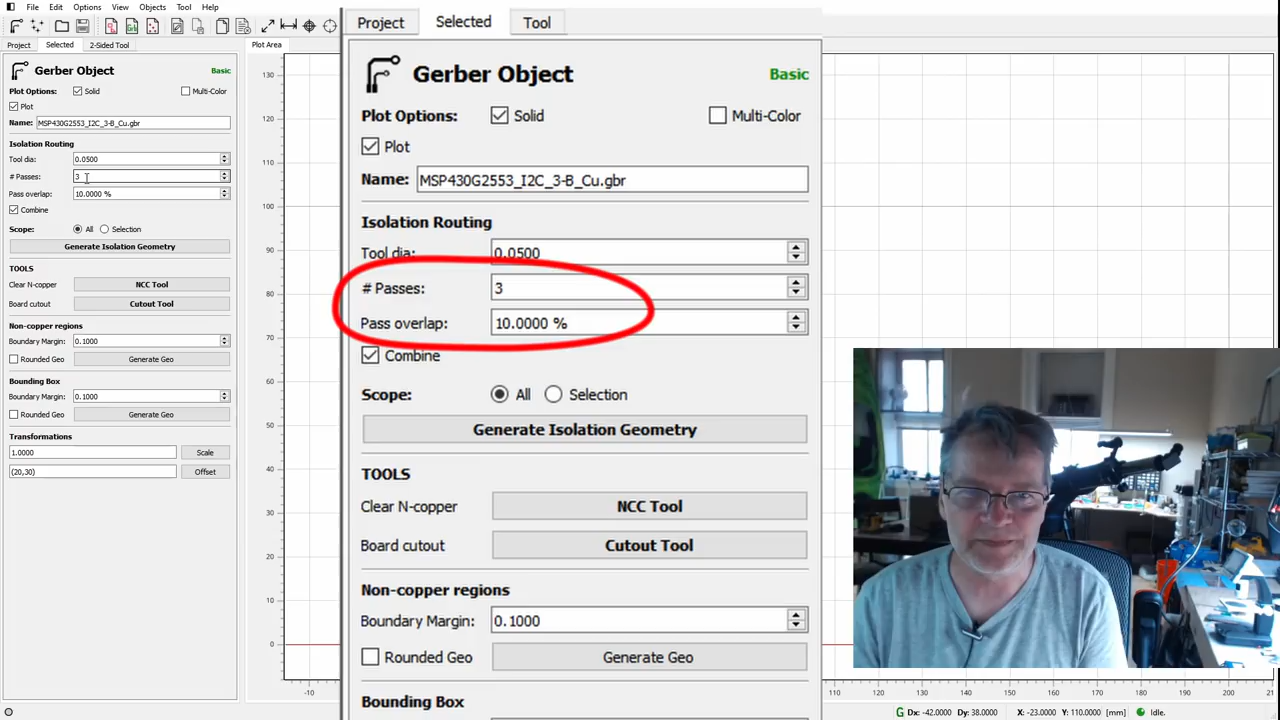 File Edit Options View Objects Tool Help
Project Selected 2-Sided Tool
Gerber Object Basic
Plot Options: Solid Multi-Color
Plot
Name: MSP430G2553_I2C_3-B_Cu.gbr
Isolation Routing
Tool dia: 0.0500
# Passes: 3
Pass overlap: 10.0000 %
Combine
Scope: All Selection
Generate Isolation Geometry
TOOLS
Clear N-copper NCC Tool
Board cutout Cutout Tool
Non-copper regions
Boundary Margin: 0.1000
Rounded Geo Generate Geo
Bounding Box
Boundary Margin: 0.1000
Rounded Geo Generate Geo
Transformations
1.0000 Scale
(20,30) Offset
Plot Area
130
120
110
100
90
80
70
60
50
40
30
20
10
0
-10
Project Selected Tool
Gerber Object Basic
Plot Options: Solid Multi-Color
Plot
Name: MSP430G2553_I2C_3-B_Cu.gbr
Isolation Routing
Tool dia: 0.0500
# Passes: 3
Pass overlap: 10.0000 %
Combine
Scope: All Selection
Generate Isolation Geometry
TOOLS
Clear N-copper NCC Tool
Board cutout Cutout Tool
Non-copper regions
Boundary Margin: 0.1000
Rounded Geo Generate Geo
Bounding Box
110 120 130 140 150 160 170 180 190 200
G Dx: -42.0000 Dy: 38.0000 X: -23.0000 Y: 110.0000 [mm] Idle.